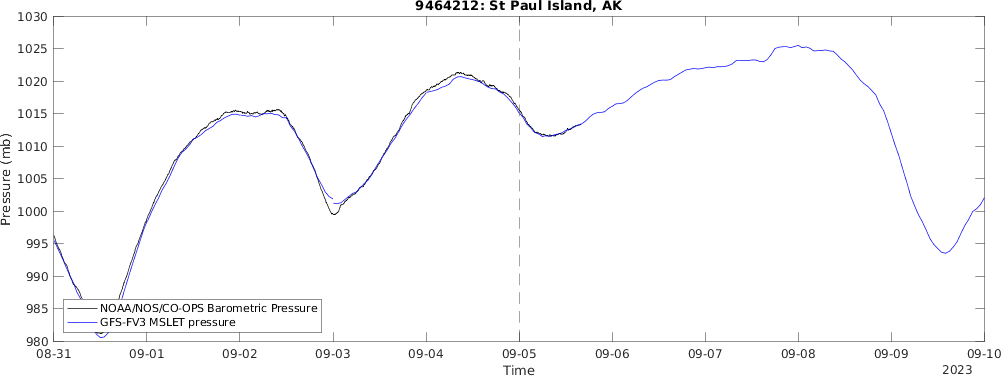 9464212: St Paul Island, AK
Pressure (mb)
1030
1025
1020
1015
1010
1005
1000
995
990
985
980
NOAA/NOS/CO-OPS Barometric Pressure
GFS-FV3 MSLET pressure
08-31 09-01 09-02 09-03 09-04 09-05 09-06 09-07 09-08 09-09 09-10
Time
2023